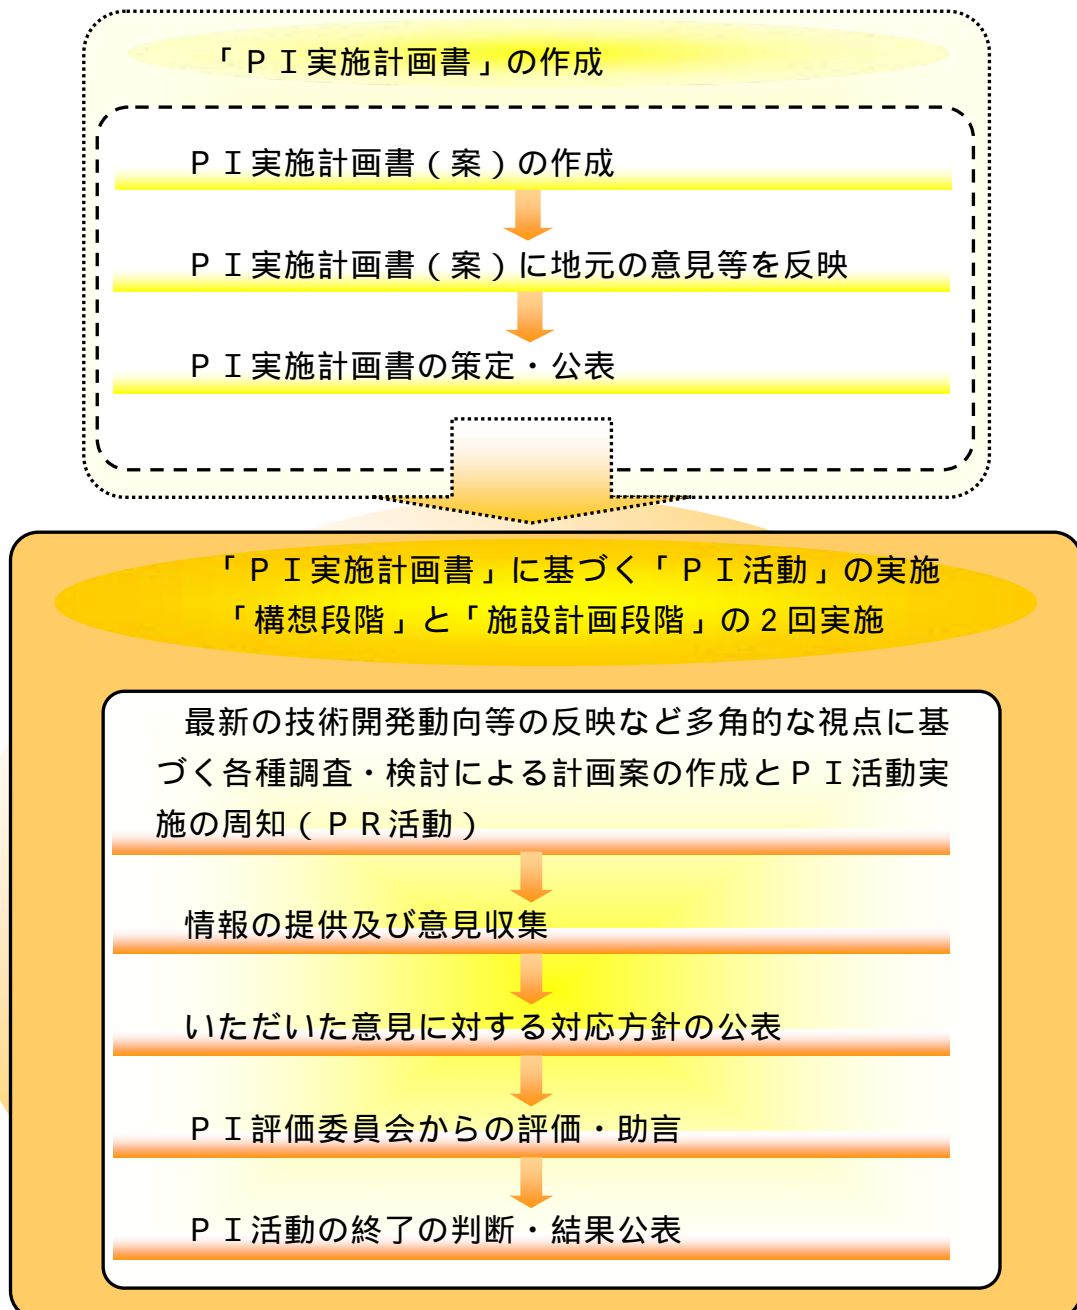 「ＰＩ実施計画書」の作成
ＰＩ実施計画書（案）の作成
ＰＩ実施計画書（案）に地元の意見等を反映
ＰＩ実施計画書の策定・公表
「ＰＩ実施計画書」に基づく「ＰＩ活動」の実施
「構想段階」と「施設計画段階」の２回実施
最新の技術開発動向等の反映など多角的な視点に基
づく各種調査・検討による計画案の作成とＰＩ活動実
施の周知（ＰＲ活動）
情報の提供及び意見収集
いただいた意見に対する対応方針の公表
ＰＩ評価委員会からの評価・助言
ＰＩ活動の終了の判断・結果公表